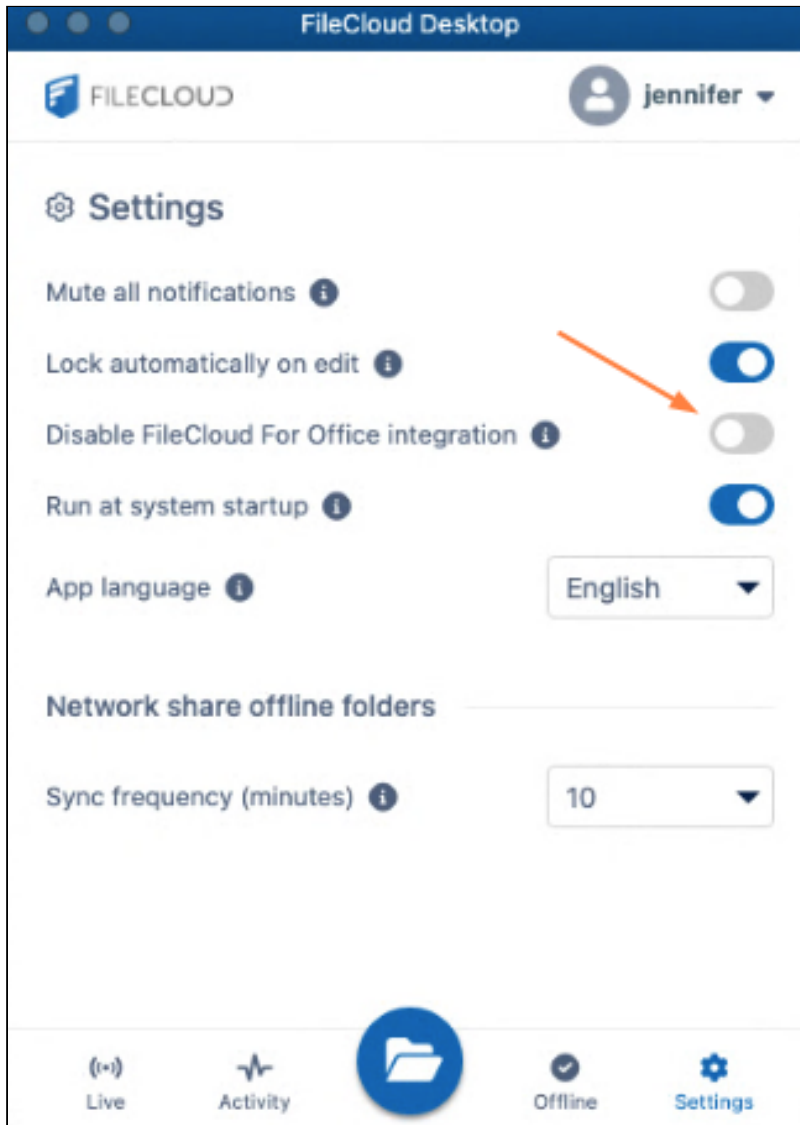 FileCloud Desktop
FILECLOUD
jennifer
Settings
Mute all notifications
Lock automatically on edit
Disable FileCloud For Office integration
Run at system startup
App language
English
Network share offline folders
Sync frequency (minutes)
10
Live
Activity
Offline
Settings